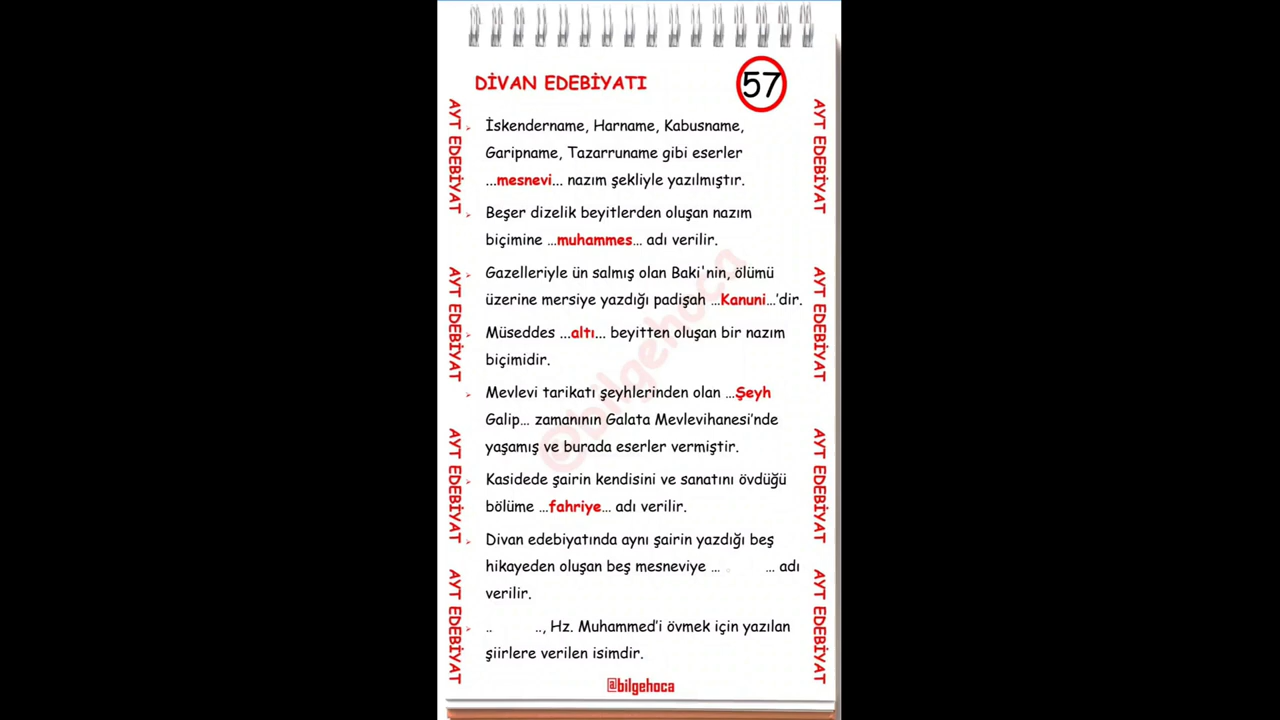 DİVAN EDEBİYATI
57
İskendername, Harname, Kabusname,
Garipname, Tazarruname gibi eserler
...mesnevi... nazım şekliyle yazılmıştır.
Beşer dizelik beyitlerden oluşan nazım
biçimine ...muhammes... adı verilir.
Gazelleriyle ün salmış olan Baki'nin, ölümü
üzerine mersiye yazdığı padişah ...Kanuni...'dir.
Müseddes ...altı... beyitten oluşan bir nazım
biçimidir.
Mevlevi tarikatı şeyhlerinden olan ...Şeyh
Galip... zamanının Galata Mevlevihanesi'nde
yaşamış ve burada eserler vermiştir.
Kasidede şairin kendisini ve sanatını övdüğü
bölüme ...fahriye... adı verilir.
Divan edebiyatında aynı şairin yazdığı beş
hikayeden oluşan beş mesneviye ... ... adı
verilir.
.. .., Hz. Muhammed'i övmek için yazılan
şiirlere verilen isimdir.
@bilgehoca
AYT EDEBİYAT
AYT EDEBİYAT
AYT EDEBİYAT
AYT EDEBİYAT
AYT EDEBİYAT
AYT EDEBİYAT
AYT EDEBİYAT
AYT EDEBİYAT
@bilgehoca